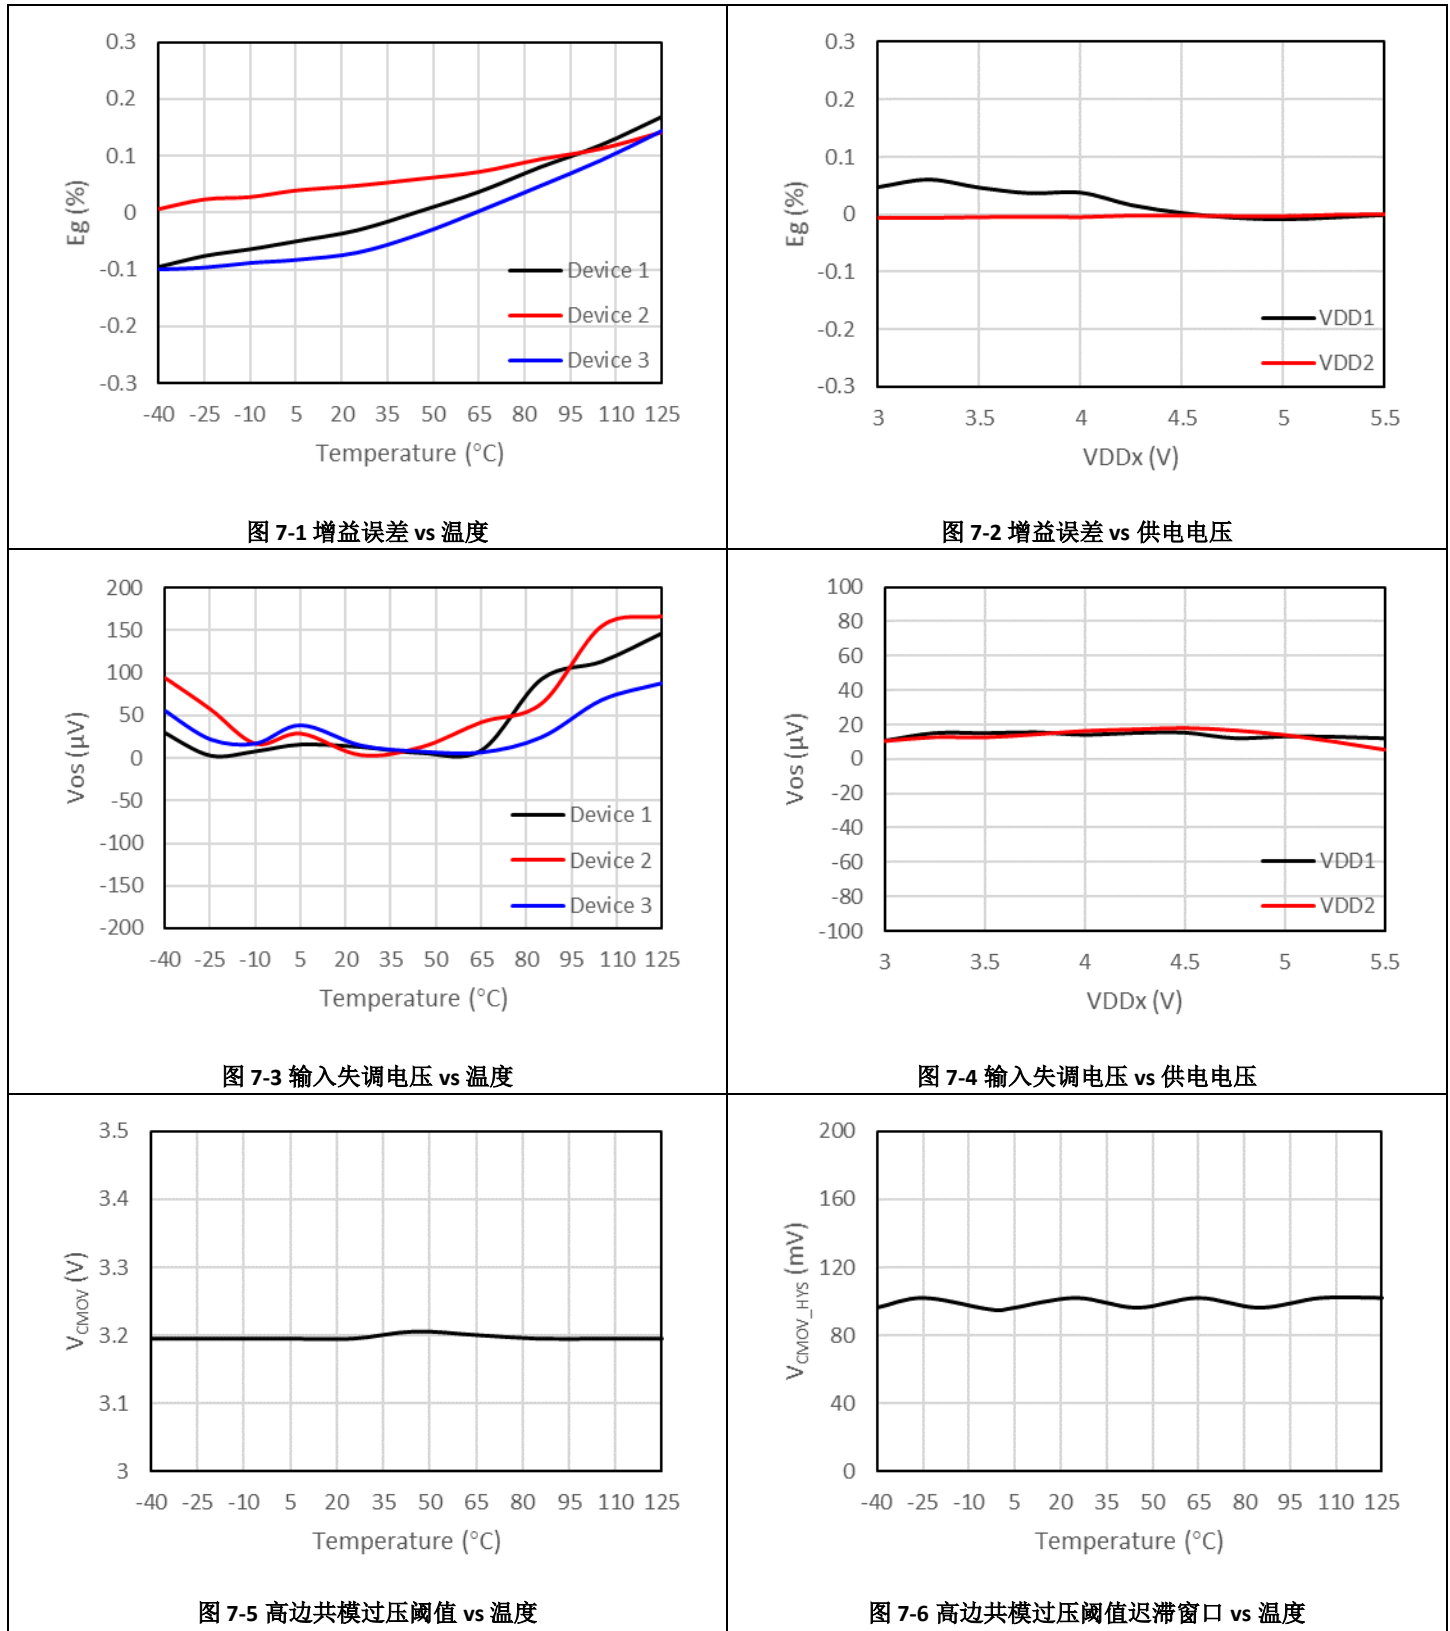 0.3
0.2
0.1
0
-0.1
-0.2
-0.3
Eg (%)
Device 1
Device 2
Device 3
-40 -25 -10 5 20 35 50 65 80 95 110 125
Temperature (°C)
图 7-1 增益误差 vs 温度
0.3
0.2
0.1
0
-0.1
-0.2
-0.3
Eg (%)
VDD1
VDD2
3 3.5 4 4.5 5 5.5
VDDx (V)
图 7-2 增益误差 vs 供电电压
200
150
100
50
0
-50
-100
-150
-200
Vos (µV)
Device 1
Device 2
Device 3
-40 -25 -10 5 20 35 50 65 80 95 110 125
Temperature (°C)
图 7-3 输入失调电压 vs 温度
100
80
60
40
20
0
-20
-40
-60
-80
-100
Vos (µV)
VDD1
VDD2
3 3.5 4 4.5 5 5.5
VDDx (V)
图 7-4 输入失调电压 vs 供电电压
3.5
3.4
3.3
3.2
3.1
3
VCMOV (V)
-40 -25 -10 5 20 35 50 65 80 95 110 125
Temperature (°C)
图 7-5 高边共模过压阈值 vs 温度
200
160
120
80
40
0
VCMOV_HYS (mV)
-40 -25 -10 5 20 35 50 65 80 95 110 125
Temperature (°C)
图 7-6 高边共模过压阈值迟滞窗口 vs 温度